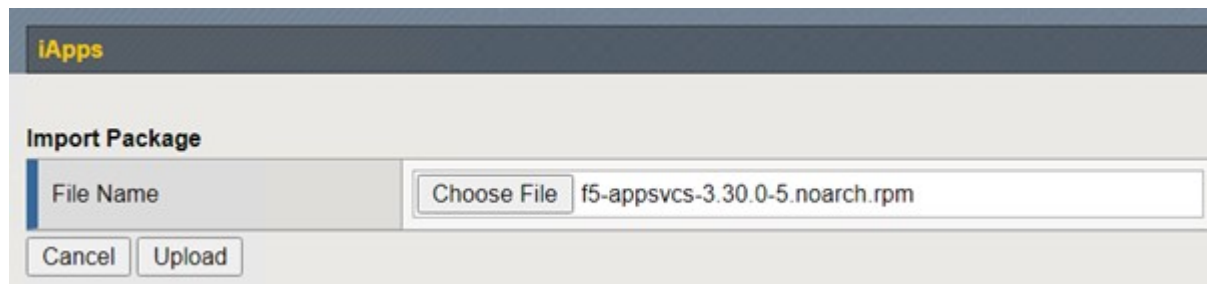 iApps
Import Package
File Name Choose File f5-appsvcs-3.30.0-5.noarch.rpm
Cancel Upload